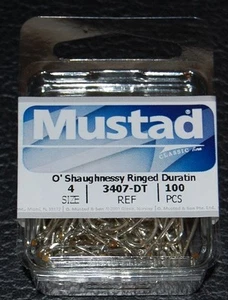 Mustad
CLASSIC
O' Shaughnessy Ringed Duratin
4 3407-DT 100
SIZE REF PCS